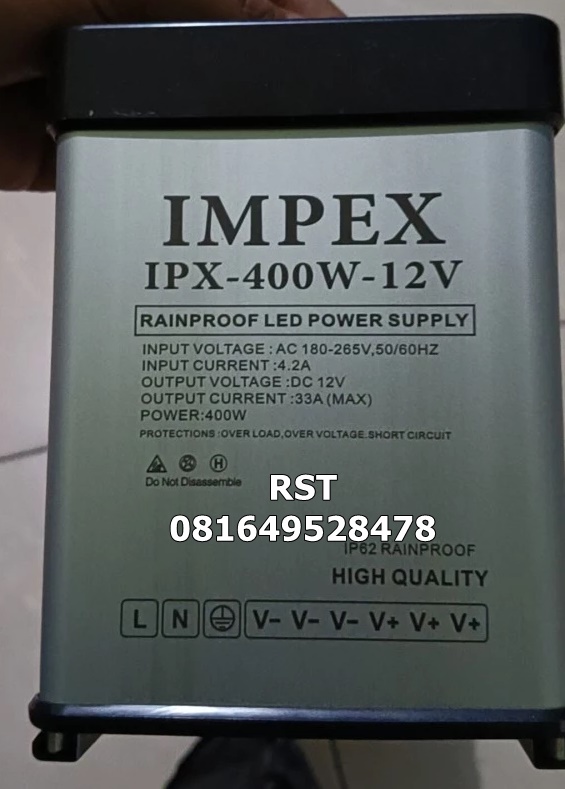 IMPEX
IPX-400W-12V
RAINPROOF LED POWER SUPPLY
INPUT VOLTAGE : AC 180-265V,50/60HZ
INPUT CURRENT :4.2A
OUTPUT VOLTAGE :DC 12V
OUTPUT CURRENT :33A (MAX)
POWER:400W
PROTECTIONS :OVER LOAD,OVER VOLTAGE.SHORT CIRCUIT
H
Do Not Disassemble
RST
081649528478
IP62 RAINPROOF
HIGH QUALITY
L N V− V− V− V+ V+ V+